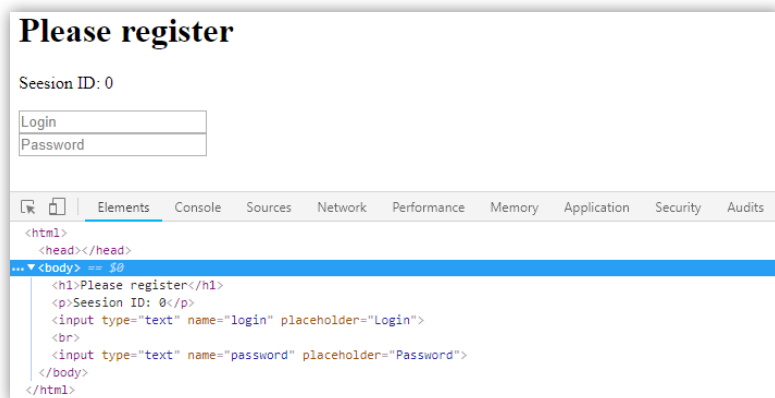 Please register
Seesion ID: 0
Login
Password
Elements Console Sources Network Performance Memory Application Security Audits
<html>
<head></head>
... ▼<body> == $0
<h1>Please register</h1>
<p>Seesion ID: 0</p>
<input type="text" name="login" placeholder="Login">
<br>
<input type="text" name="password" placeholder="Password">
</body>
</html>